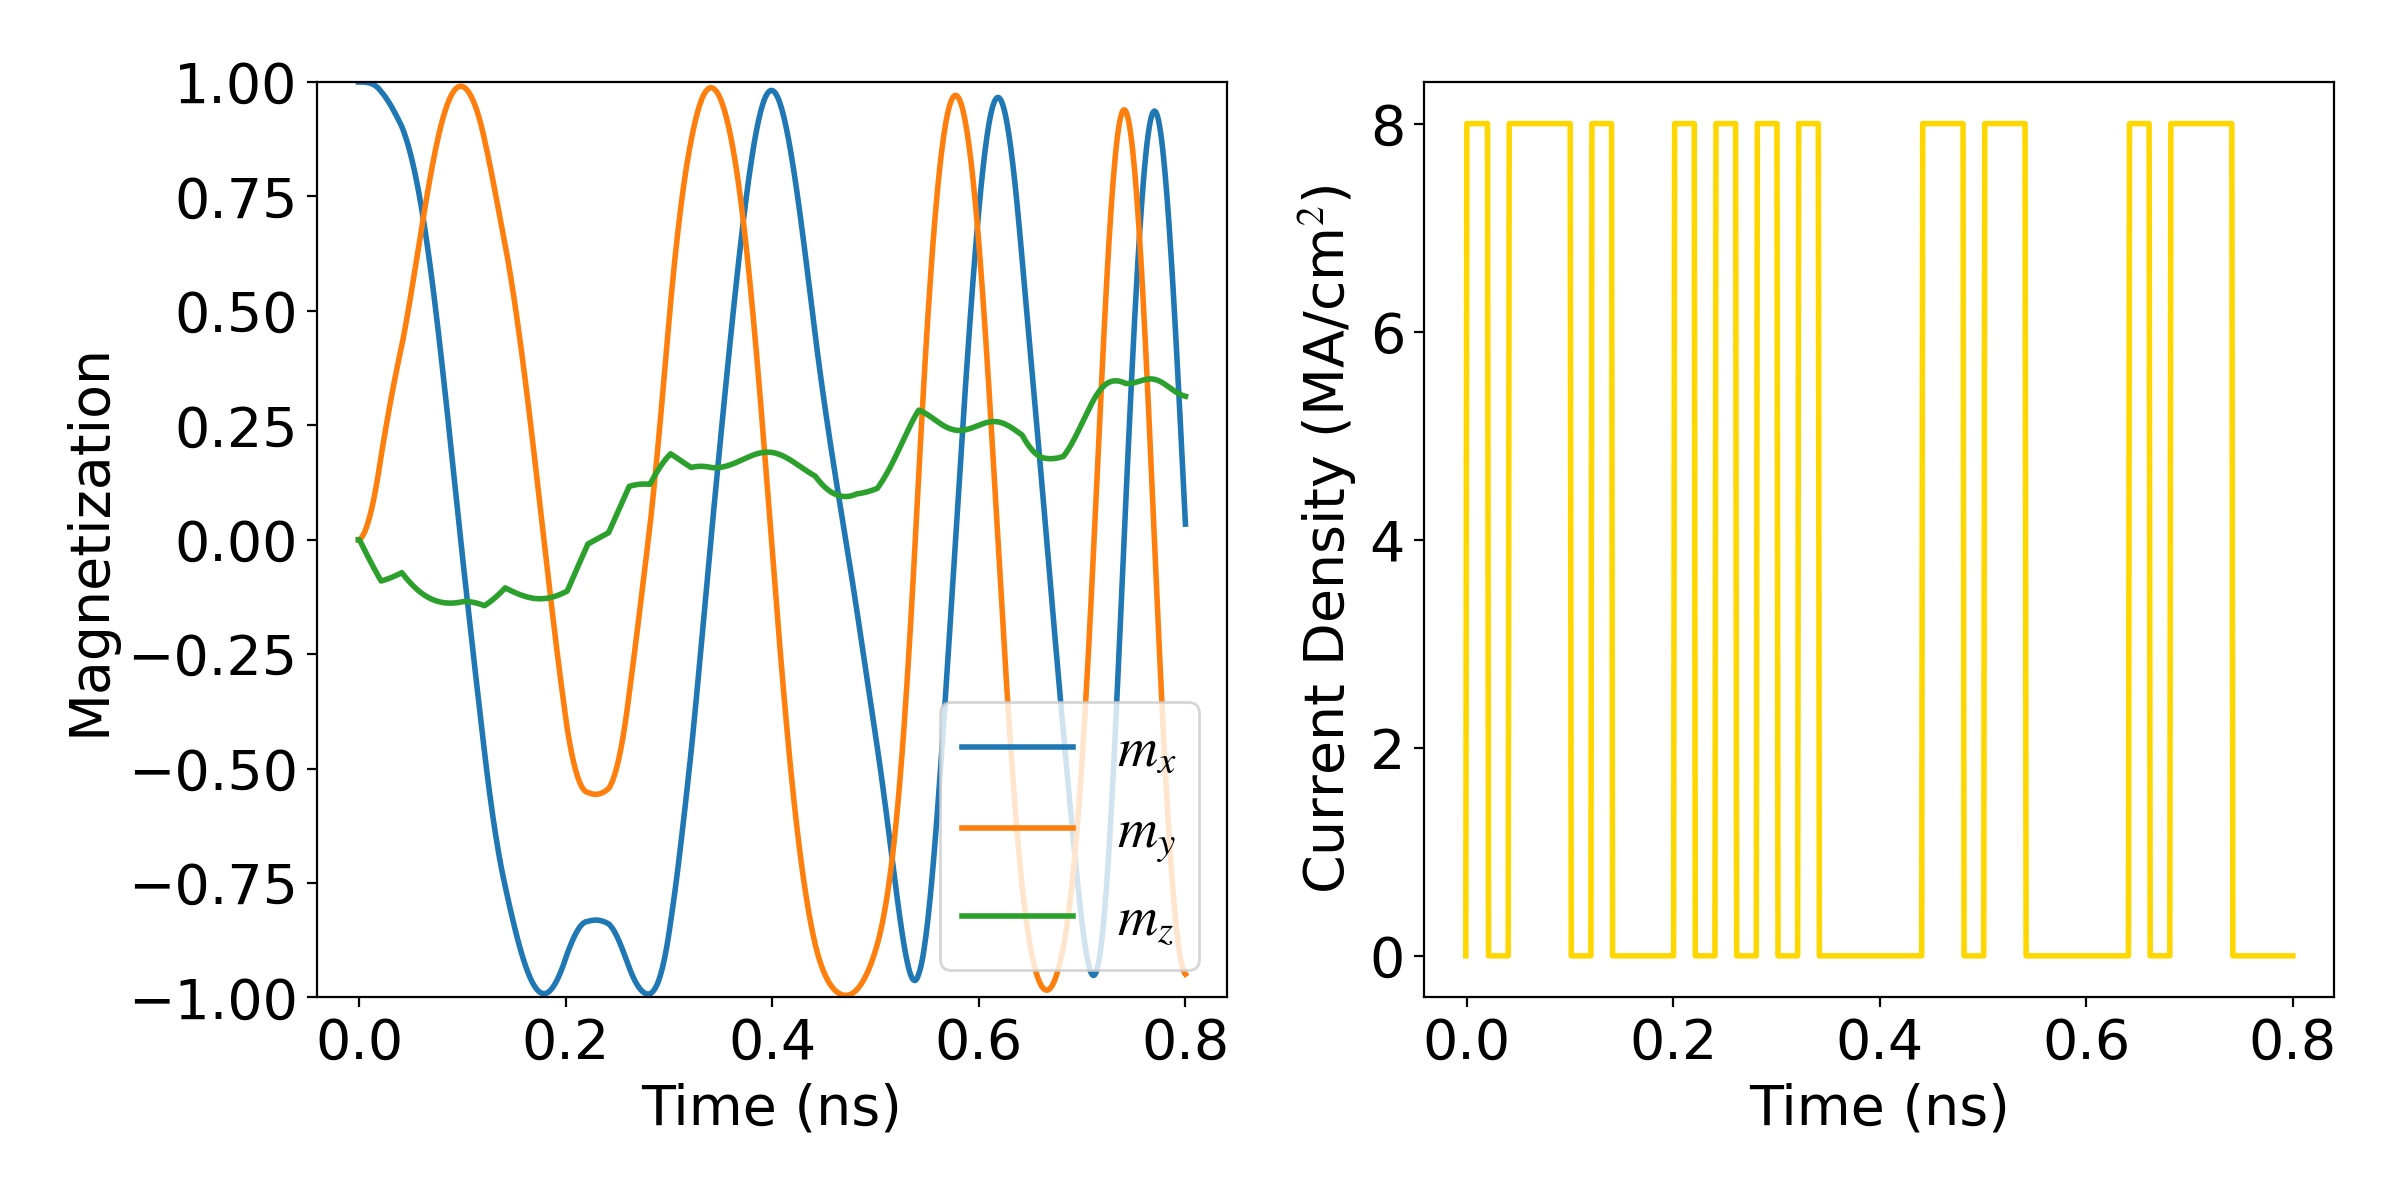 Magnetization
1.00
0.75
0.50
0.25
0.00
−0.25
−0.50
−0.75
−1.00
0.0 0.2 0.4 0.6 0.8
Time (ns)
mₓ
m_y
m_z
Current Density (MA/cm²)
8
6
4
2
0
0.0 0.2 0.4 0.6 0.8
Time (ns)